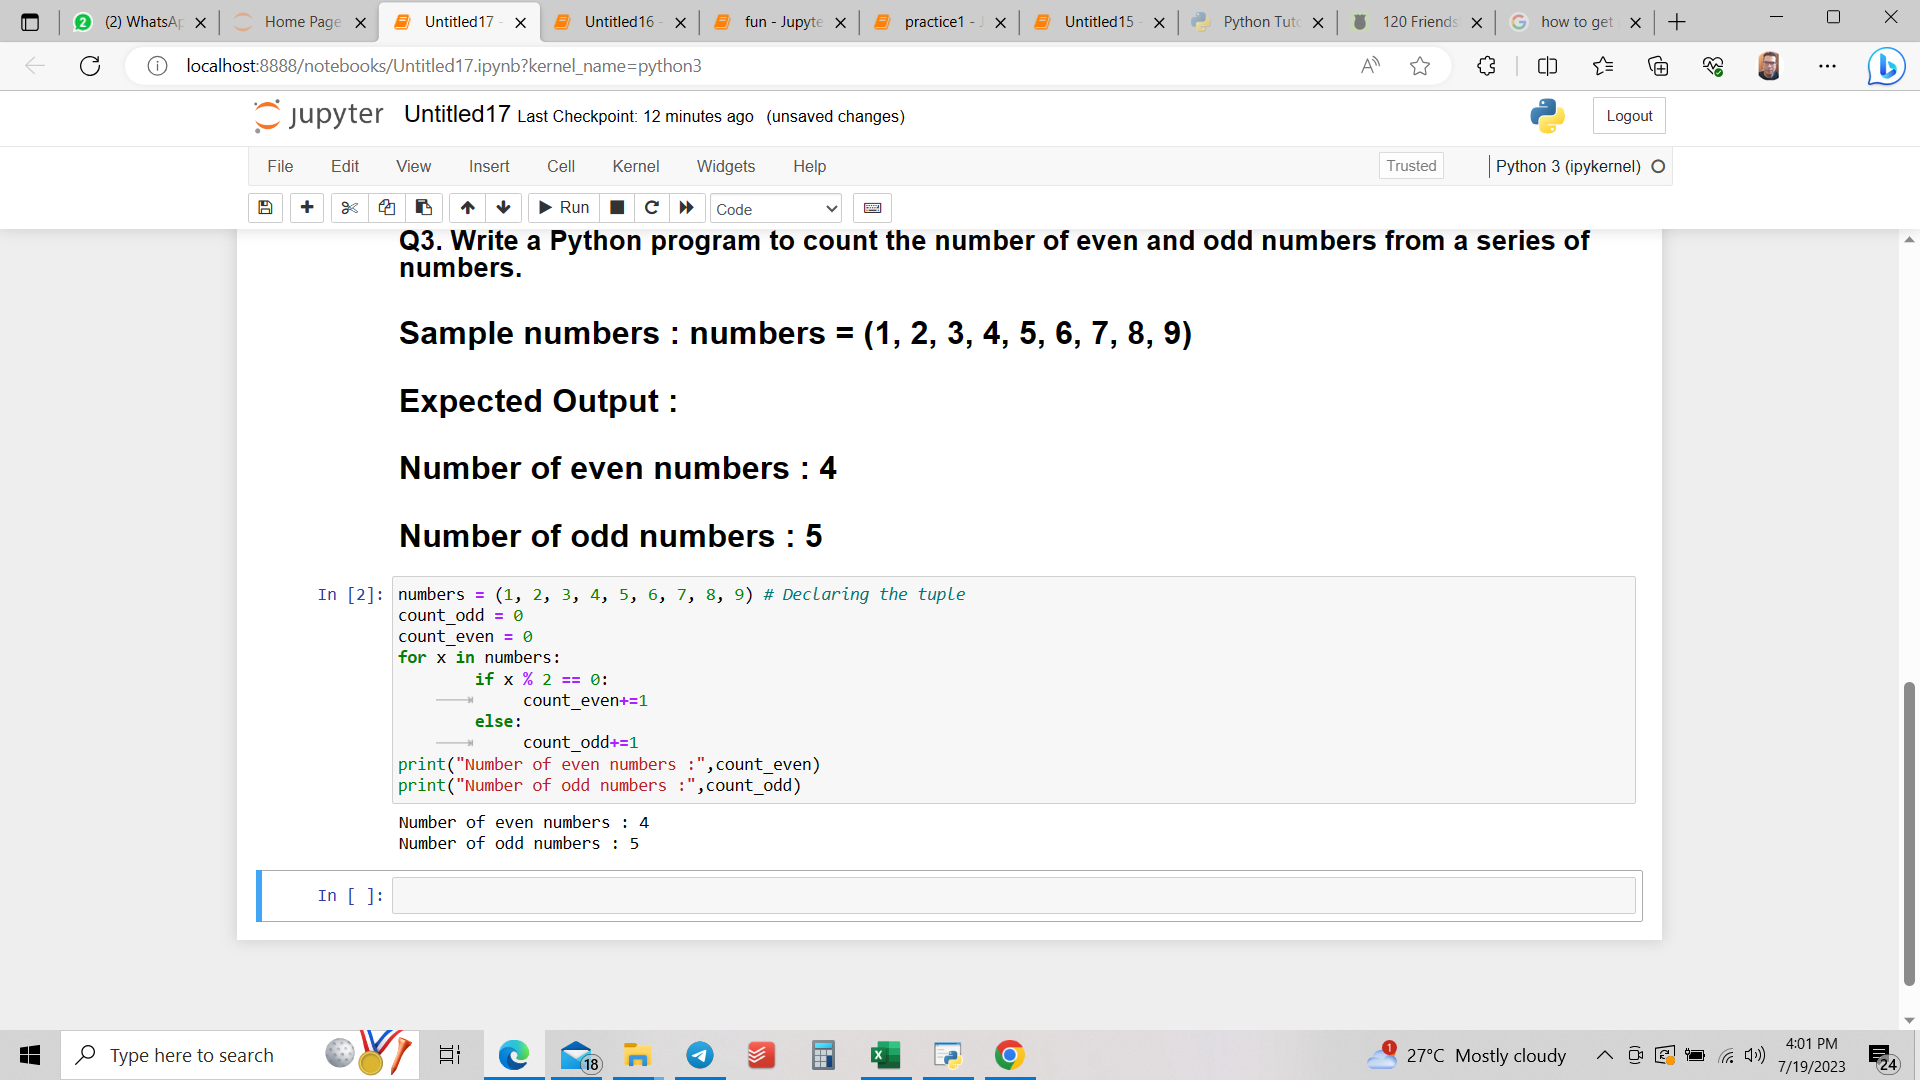 (2) WhatsAp
Home Page
Untitled17 -
Untitled16 -
fun - Jupyte
practice1 - J
Untitled15 -
Python Tuto
120 Friends
how to get
localhost:8888/notebooks/Untitled17.ipynb?kernel_name=python3
jupyter Untitled17 Last Checkpoint: 12 minutes ago (unsaved changes)
Logout
File Edit View Insert Cell Kernel Widgets Help
Trusted
Python 3 (ipykernel)
Run
Code
Q3. Write a Python program to count the number of even and odd numbers from a series of
numbers.
Sample numbers : numbers = (1, 2, 3, 4, 5, 6, 7, 8, 9)
Expected Output :
Number of even numbers : 4
Number of odd numbers : 5
In [2]: numbers = (1, 2, 3, 4, 5, 6, 7, 8, 9) # Declaring the tuple
count_odd = 0
count_even = 0
for x in numbers:
if x % 2 == 0:
count_even+=1
else:
count_odd+=1
print("Number of even numbers :",count_even)
print("Number of odd numbers :",count_odd)
Number of even numbers : 4
Number of odd numbers : 5
In [ ]:
Type here to search
18
1
27°C Mostly cloudy
4:01 PM
7/19/2023
24